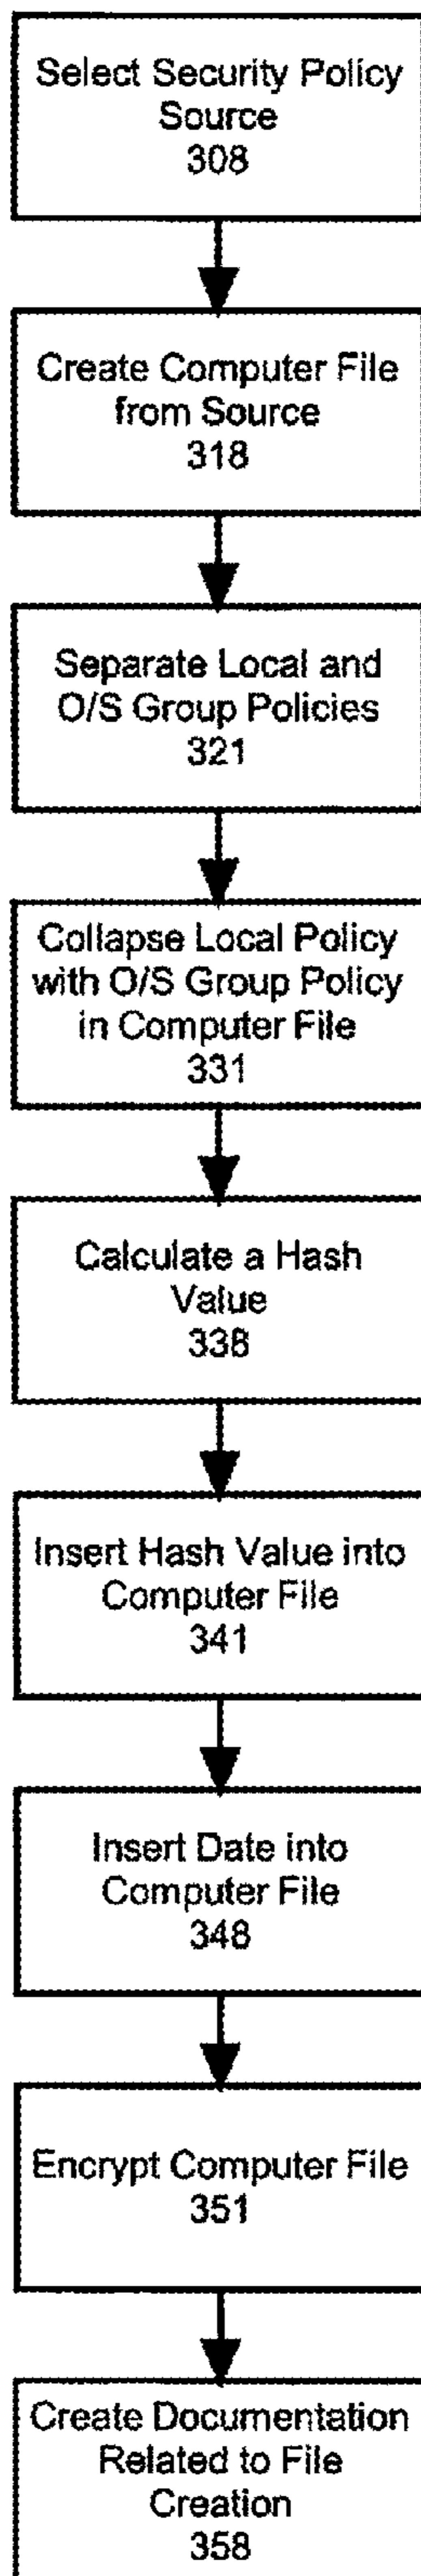 Select Security Policy
Source
308
Create Computer File
from Source
318
Separate Local and
O/S Group Policies
321
Collapse Local Policy
with O/S Group Policy
in Computer File
331
Calculate a Hash
Value
338
Insert Hash Value into
Computer File
341
Insert Date into
Computer File
348
Encrypt Computer File
351
Create Documentation
Related to File
Creation
358